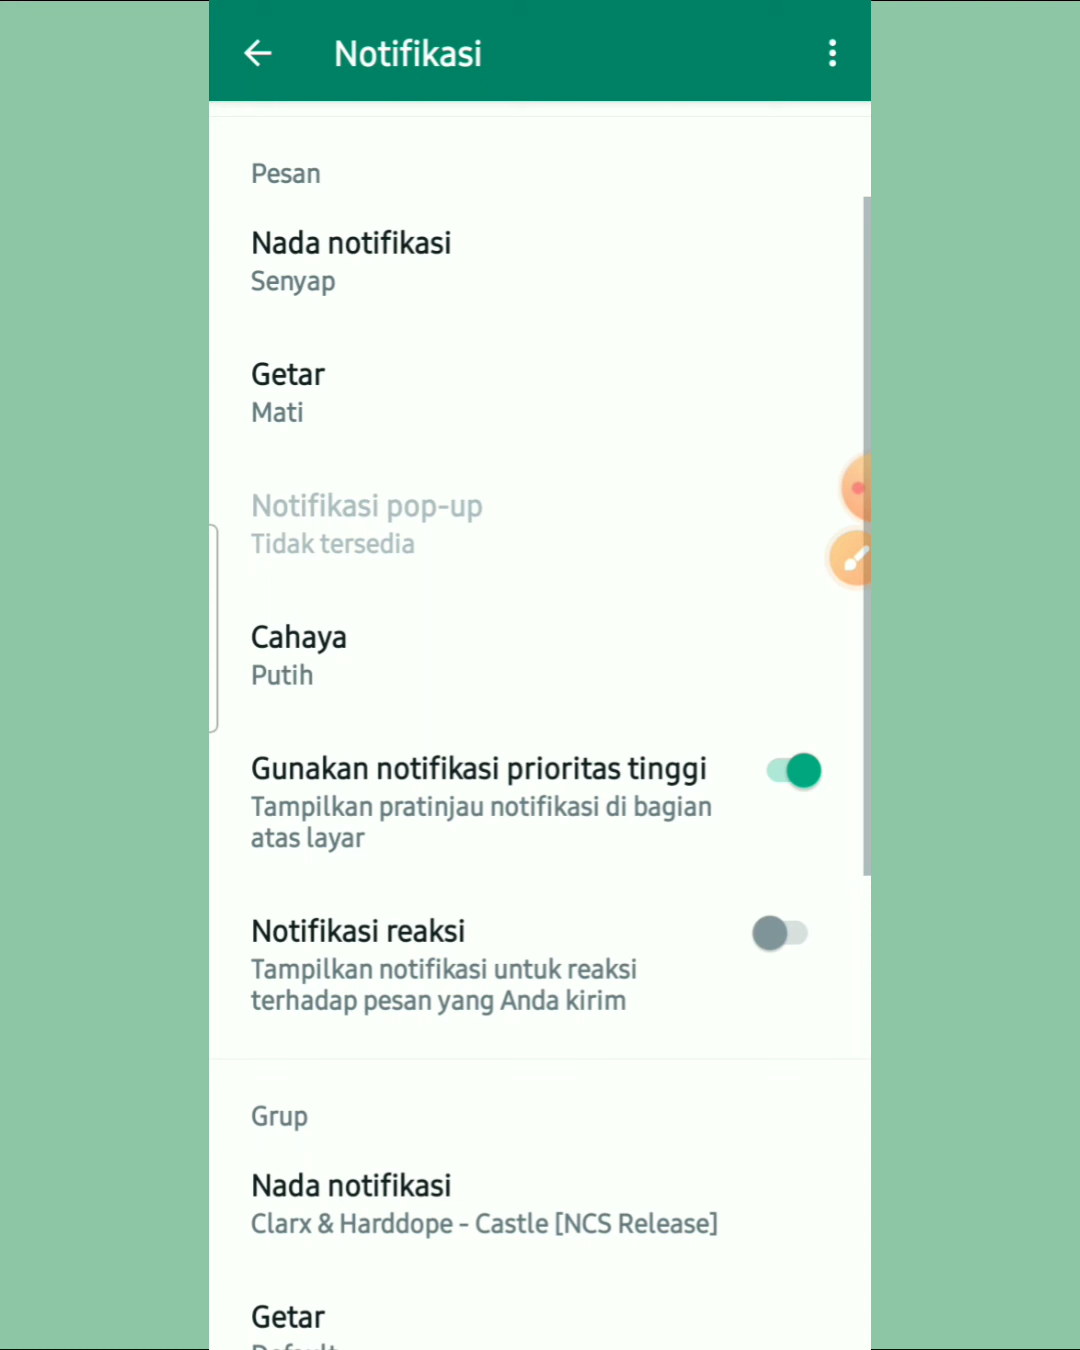 Notifikasi
Pesan
Nada notifikasi
Senyap
Getar
Mati
Notifikasi pop-up
Tidak tersedia
Cahaya
Putih
Gunakan notifikasi prioritas tinggi
Tampilkan pratinjau notifikasi di bagian
atas layar
Notifikasi reaksi
Tampilkan notifikasi untuk reaksi
terhadap pesan yang Anda kirim
Grup
Nada notifikasi
Clarx & Harddope - Castle [NCS Release]
Getar